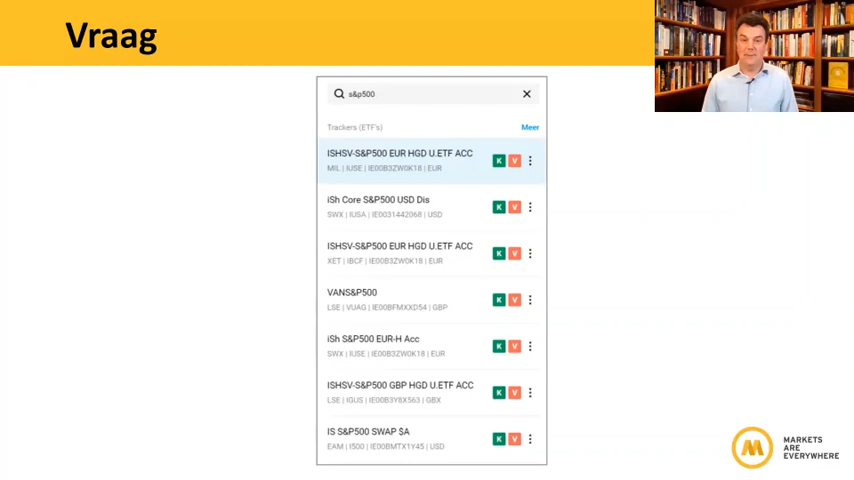 Vraag
s&p500
Trackers (ETF's)
Meer
ISHSV-S&P500 EUR HGD U.ETF ACC
MIL | IUSE | IE00B3ZW0K18 | EUR
K V
iSh Core S&P500 USD Dis
SWX | IUSA | IE0031442068 | USD
K V
ISHSV-S&P500 EUR HGD U.ETF ACC
XET | IBCF | IE00B3ZW0K18 | EUR
K V
VANS&P500
LSE | VUAG | IE00BFMXXD54 | GBP
K V
iSh S&P500 EUR-H Acc
SWX | IUSE | IE00B3ZW0K18 | EUR
K V
ISHSV-S&P500 GBP HGD U.ETF ACC
LSE | IGUS | IE00B3Y8X563 | GBX
K V
IS S&P500 SWAP $A
EAM | I500 | IE00BMTX1Y45 | USD
K V
MARKETS
ARE
EVERYWHERE